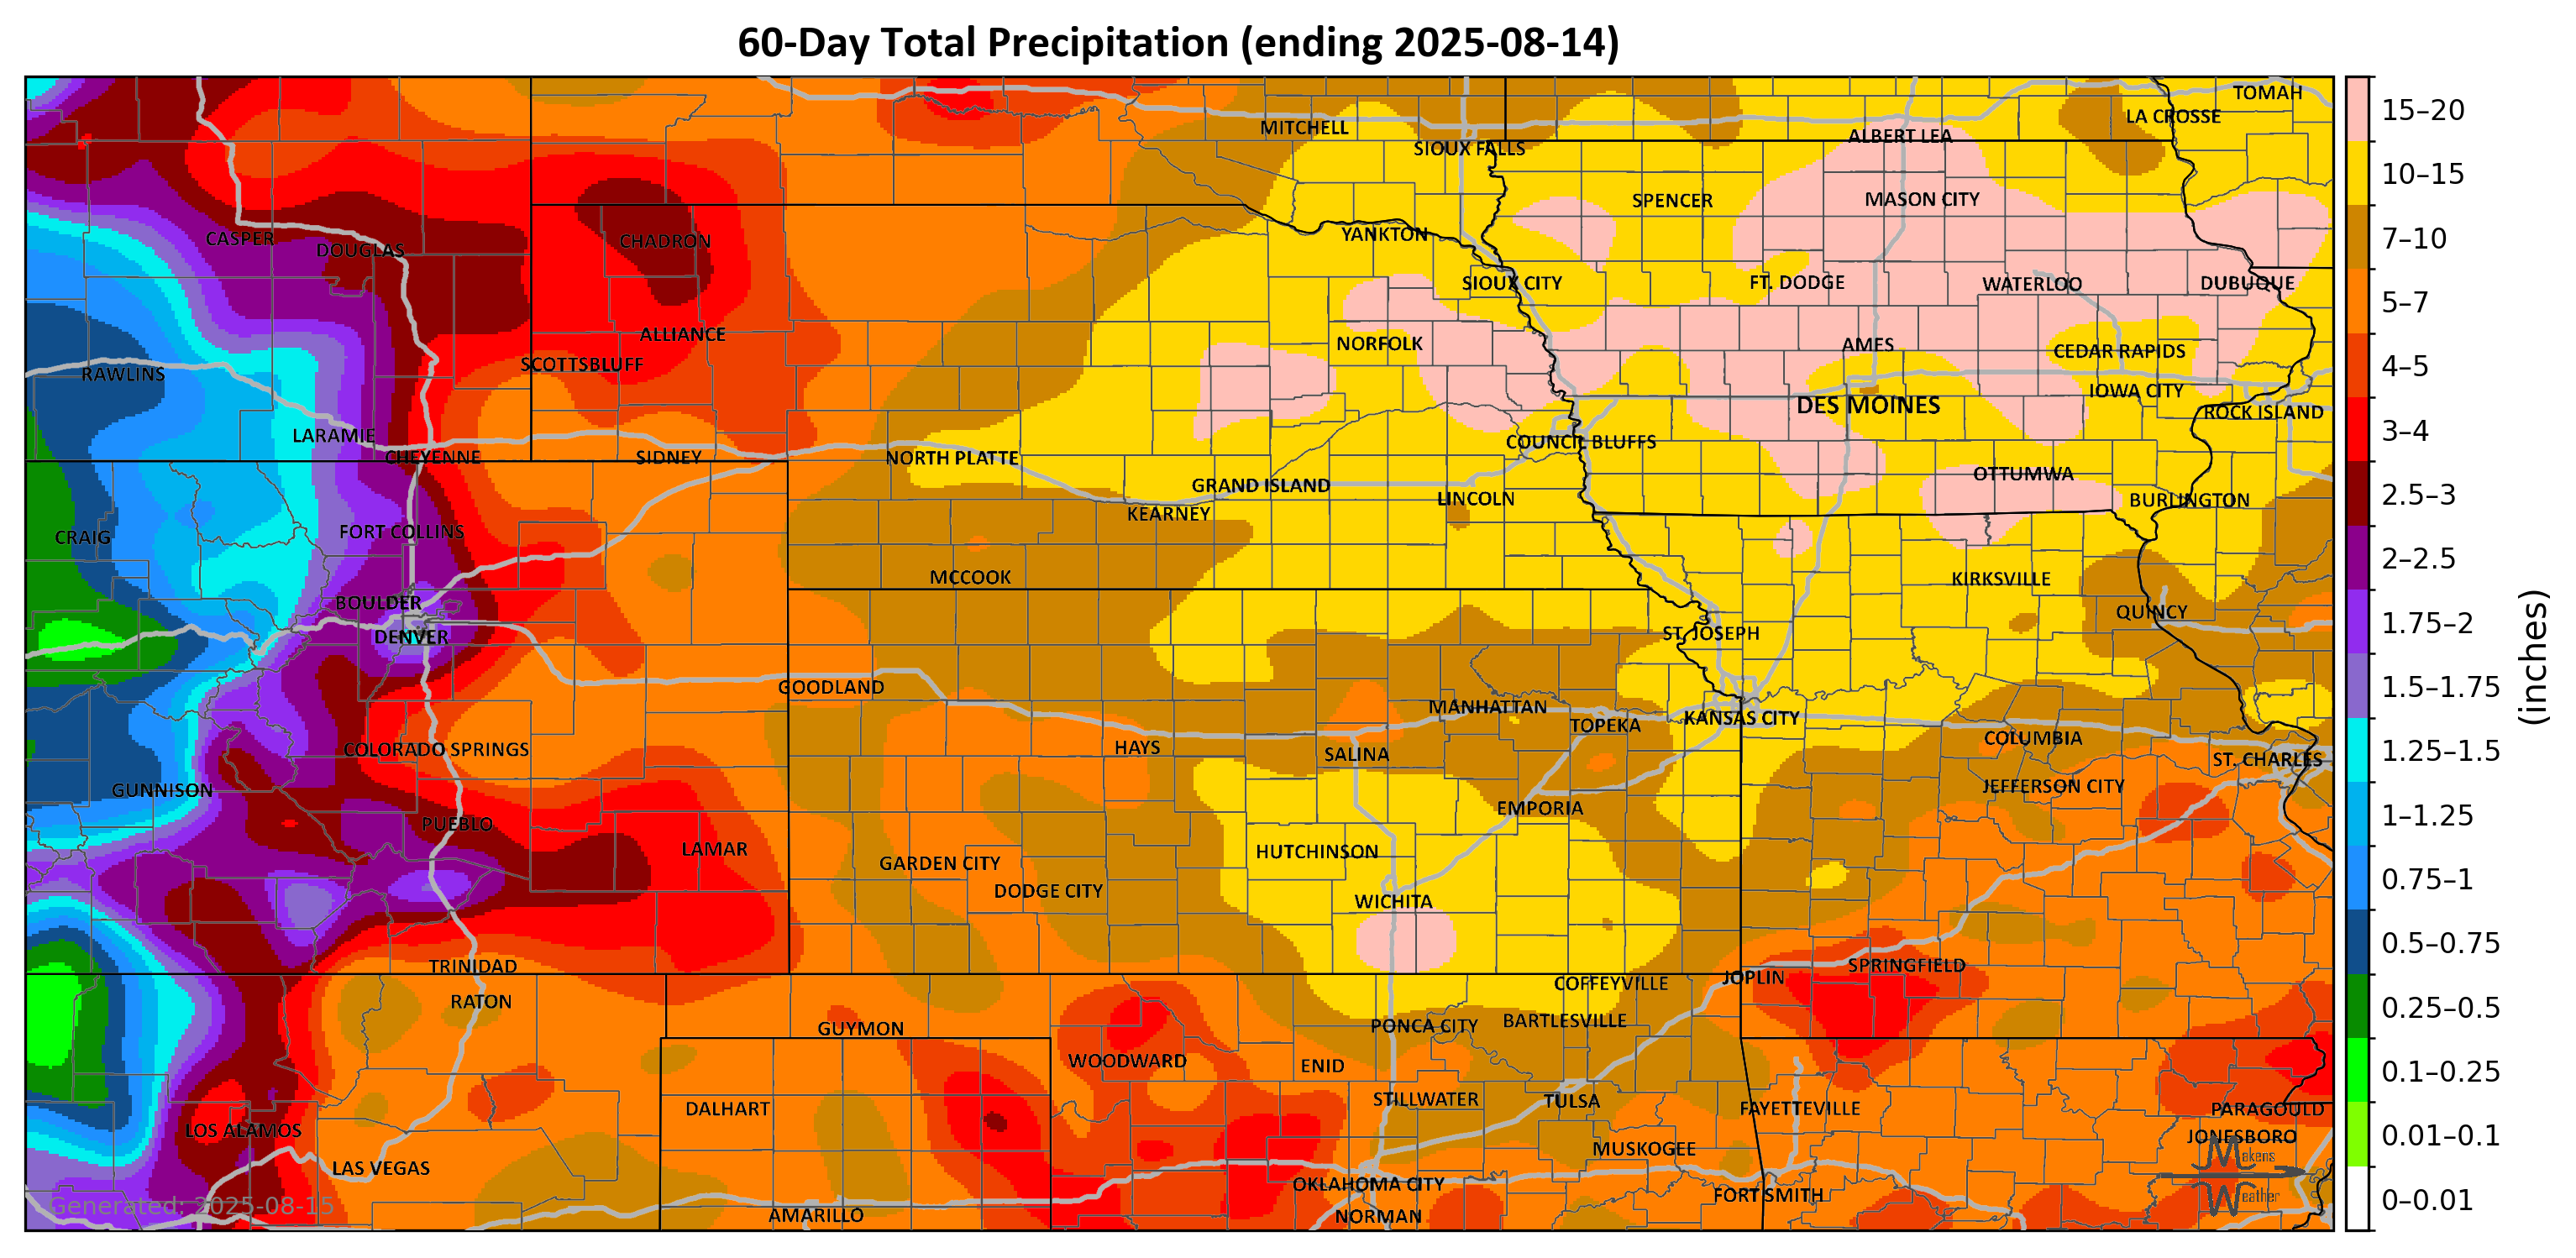 60-Day Total Precipitation (ending 2025-08-14)
TOMAH
LA CROSSE
MITCHELL
ALBERT LEA
SIOUX FALLS
SPENCER
MASON CITY
YANKTON
CASPER
CHADRON
DOUGLAS
SIOUX CITY
FT. DODGE
WATERLOO
DUBUQUE
ALLIANCE
NORFOLK
AMES
CEDAR RAPIDS
SCOTTSBLUFF
RAWLINS
IOWA CITY
DES MOINES
ROCK ISLAND
LARAMIE
COUNCIL BLUFFS
CHEYENNE
SIDNEY
NORTH PLATTE
OTTUMWA
GRAND ISLAND
LINCOLN
BURLINGTON
KEARNEY
FORT COLLINS
CRAIG
MCCOOK
KIRKSVILLE
BOULDER
QUINCY
DENVER
ST. JOSEPH
GOODLAND
MANHATTAN
KANSAS CITY
TOPEKA
COLUMBIA
COLORADO SPRINGS
HAYS
SALINA
ST. CHARLES
GUNNISON
JEFFERSON CITY
EMPORIA
PUEBLO
LAMAR
HUTCHINSON
GARDEN CITY
DODGE CITY
WICHITA
TRINIDAD
SPRINGFIELD
JOPLIN
COFFEYVILLE
RATON
BARTLESVILLE
PONCA CITY
GUYMON
WOODWARD
ENID
STILLWATER
TULSA
DALHART
FAYETTEVILLE
PARAGOULD
LOS ALAMOS
JONESBORO
MUSKOGEE
Makens
LAS VEGAS
OKLAHOMA CITY
FORT SMITH
Weather
Generated: 2025-08-15
AMARILLO
NORMAN
15–20
10–15
7–10
5–7
4–5
3–4
2.5–3
2–2.5
1.75–2
1.5–1.75
1.25–1.5
1–1.25
0.75–1
0.5–0.75
0.25–0.5
0.1–0.25
0.01–0.1
0–0.01
(inches)